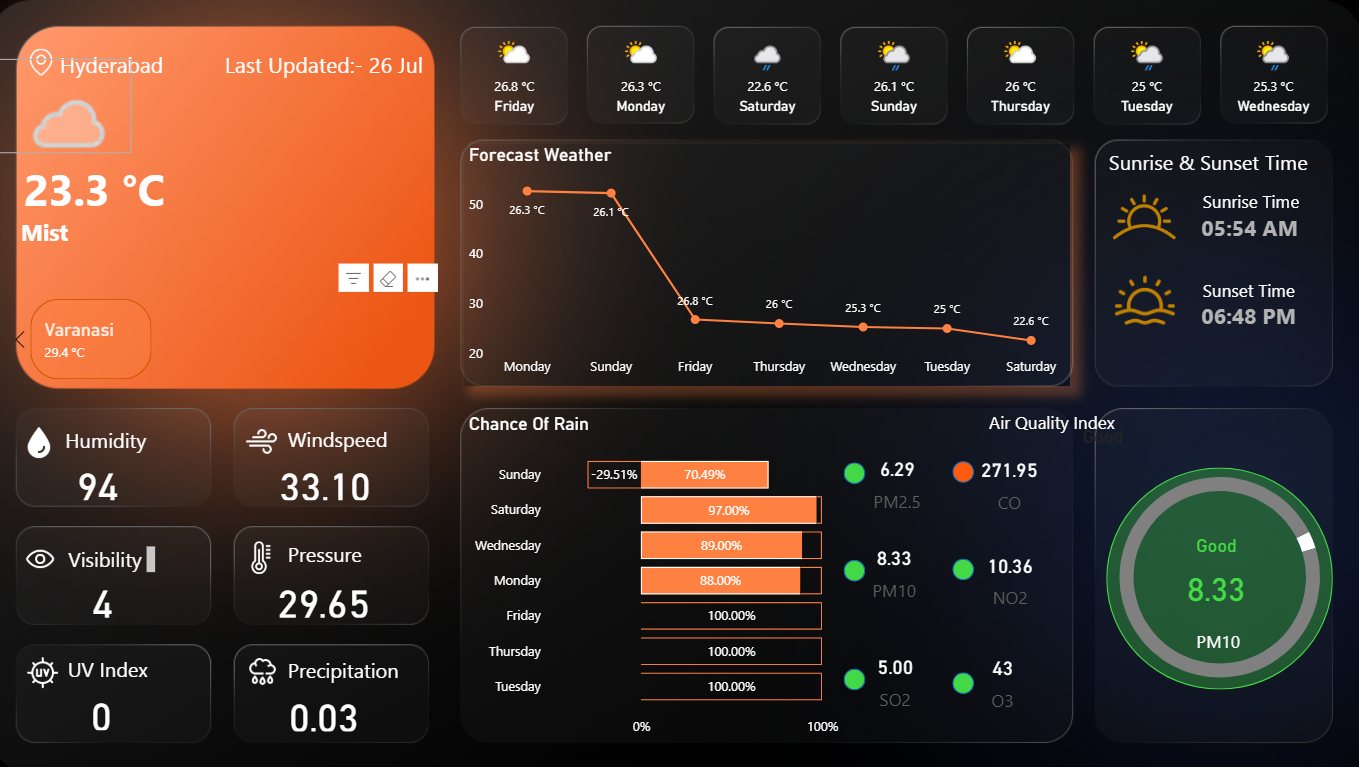 Hyderabad
Last Updated:- 26 Jul
23.3 °C
Mist
Varanasi
29.4 °C
26.8 °C
Friday
26.3 °C
Monday
22.6 °C
Saturday
26.1 °C
Sunday
26 °C
Thursday
25 °C
Tuesday
25.3 °C
Wednesday
Forecast Weather
50
40
30
20
26.3 °C
26.1 °C
26.8 °C
26 °C
25.3 °C
25 °C
22.6 °C
Monday
Sunday
Friday
Thursday
Wednesday
Tuesday
Saturday
Sunrise & Sunset Time
Sunrise Time
05:54 AM
Sunset Time
06:48 PM
Humidity
94
Windspeed
33.10
Visibility
4
Pressure
29.65
UV Index
UV
0
Precipitation
0.03
Chance Of Rain
Sunday
-29.51%
70.49%
Saturday
97.00%
Wednesday
89.00%
Monday
88.00%
Friday
100.00%
Thursday
100.00%
Tuesday
100.00%
0%
100%
Air Quality Index
Good
6.29
PM2.5
271.95
CO
8.33
PM10
10.36
NO2
5.00
SO2
43
O3
Good
8.33
PM10